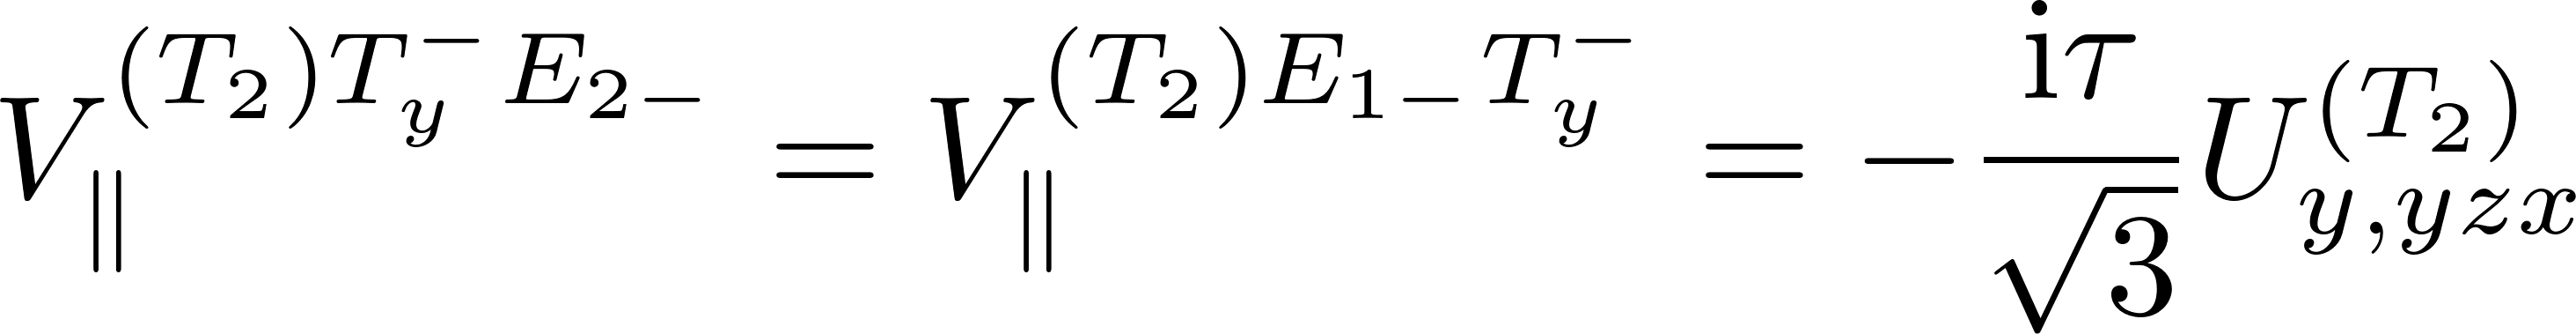 $V_{\parallel}^{(T_2)T_y^-E_{2-}} = V_{\parallel}^{(T_2)E_{1-}T_y^-} = -\frac{\mathrm{i}\tau}{\sqrt{3}}U_{y,yzx}^{(T_2)}$